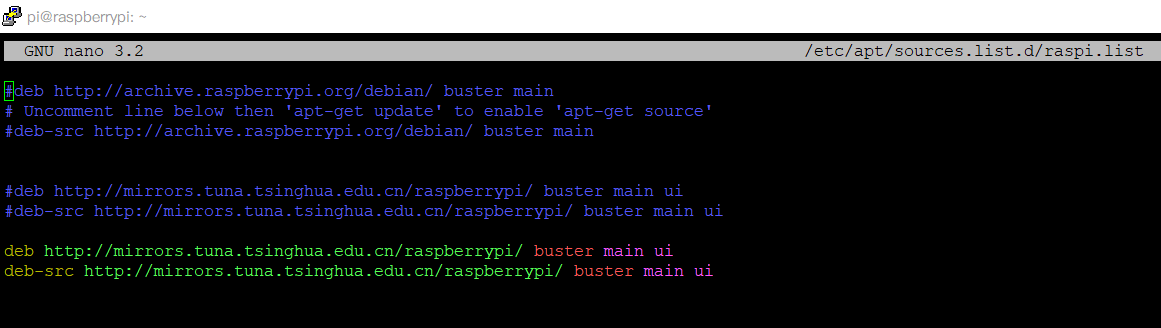 pi@raspberrypi: ~
GNU nano 3.2 /etc/apt/sources.list.d/raspi.list
#deb http://archive.raspberrypi.org/debian/ buster main
# Uncomment line below then 'apt-get update' to enable 'apt-get source'
#deb-src http://archive.raspberrypi.org/debian/ buster main
#deb http://mirrors.tuna.tsinghua.edu.cn/raspberrypi/ buster main ui
#deb-src http://mirrors.tuna.tsinghua.edu.cn/raspberrypi/ buster main ui
deb http://mirrors.tuna.tsinghua.edu.cn/raspberrypi/ buster main ui
deb-src http://mirrors.tuna.tsinghua.edu.cn/raspberrypi/ buster main ui